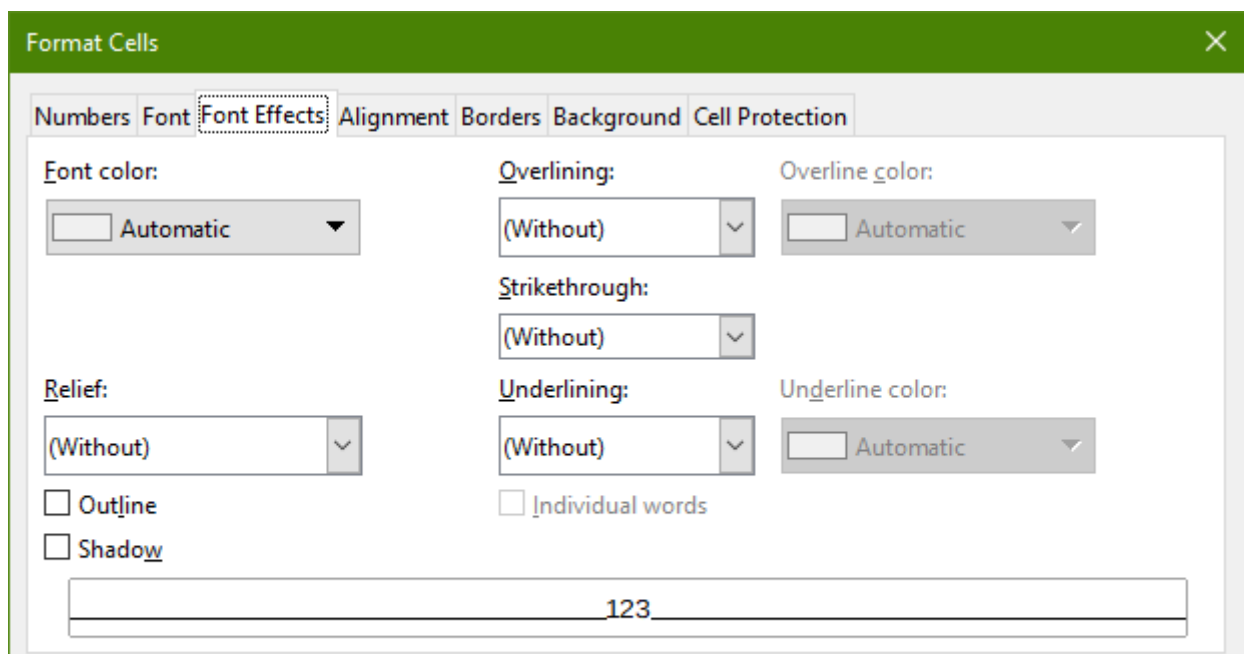 Format Cells
Numbers Font Font Effects Alignment Borders Background Cell Protection
Font color: Overlining: Overline color:
Automatic (Without) Automatic
Strikethrough:
(Without)
Relief: Underlining: Underline color:
(Without) (Without) Automatic
Outline Individual words
Shadow
123